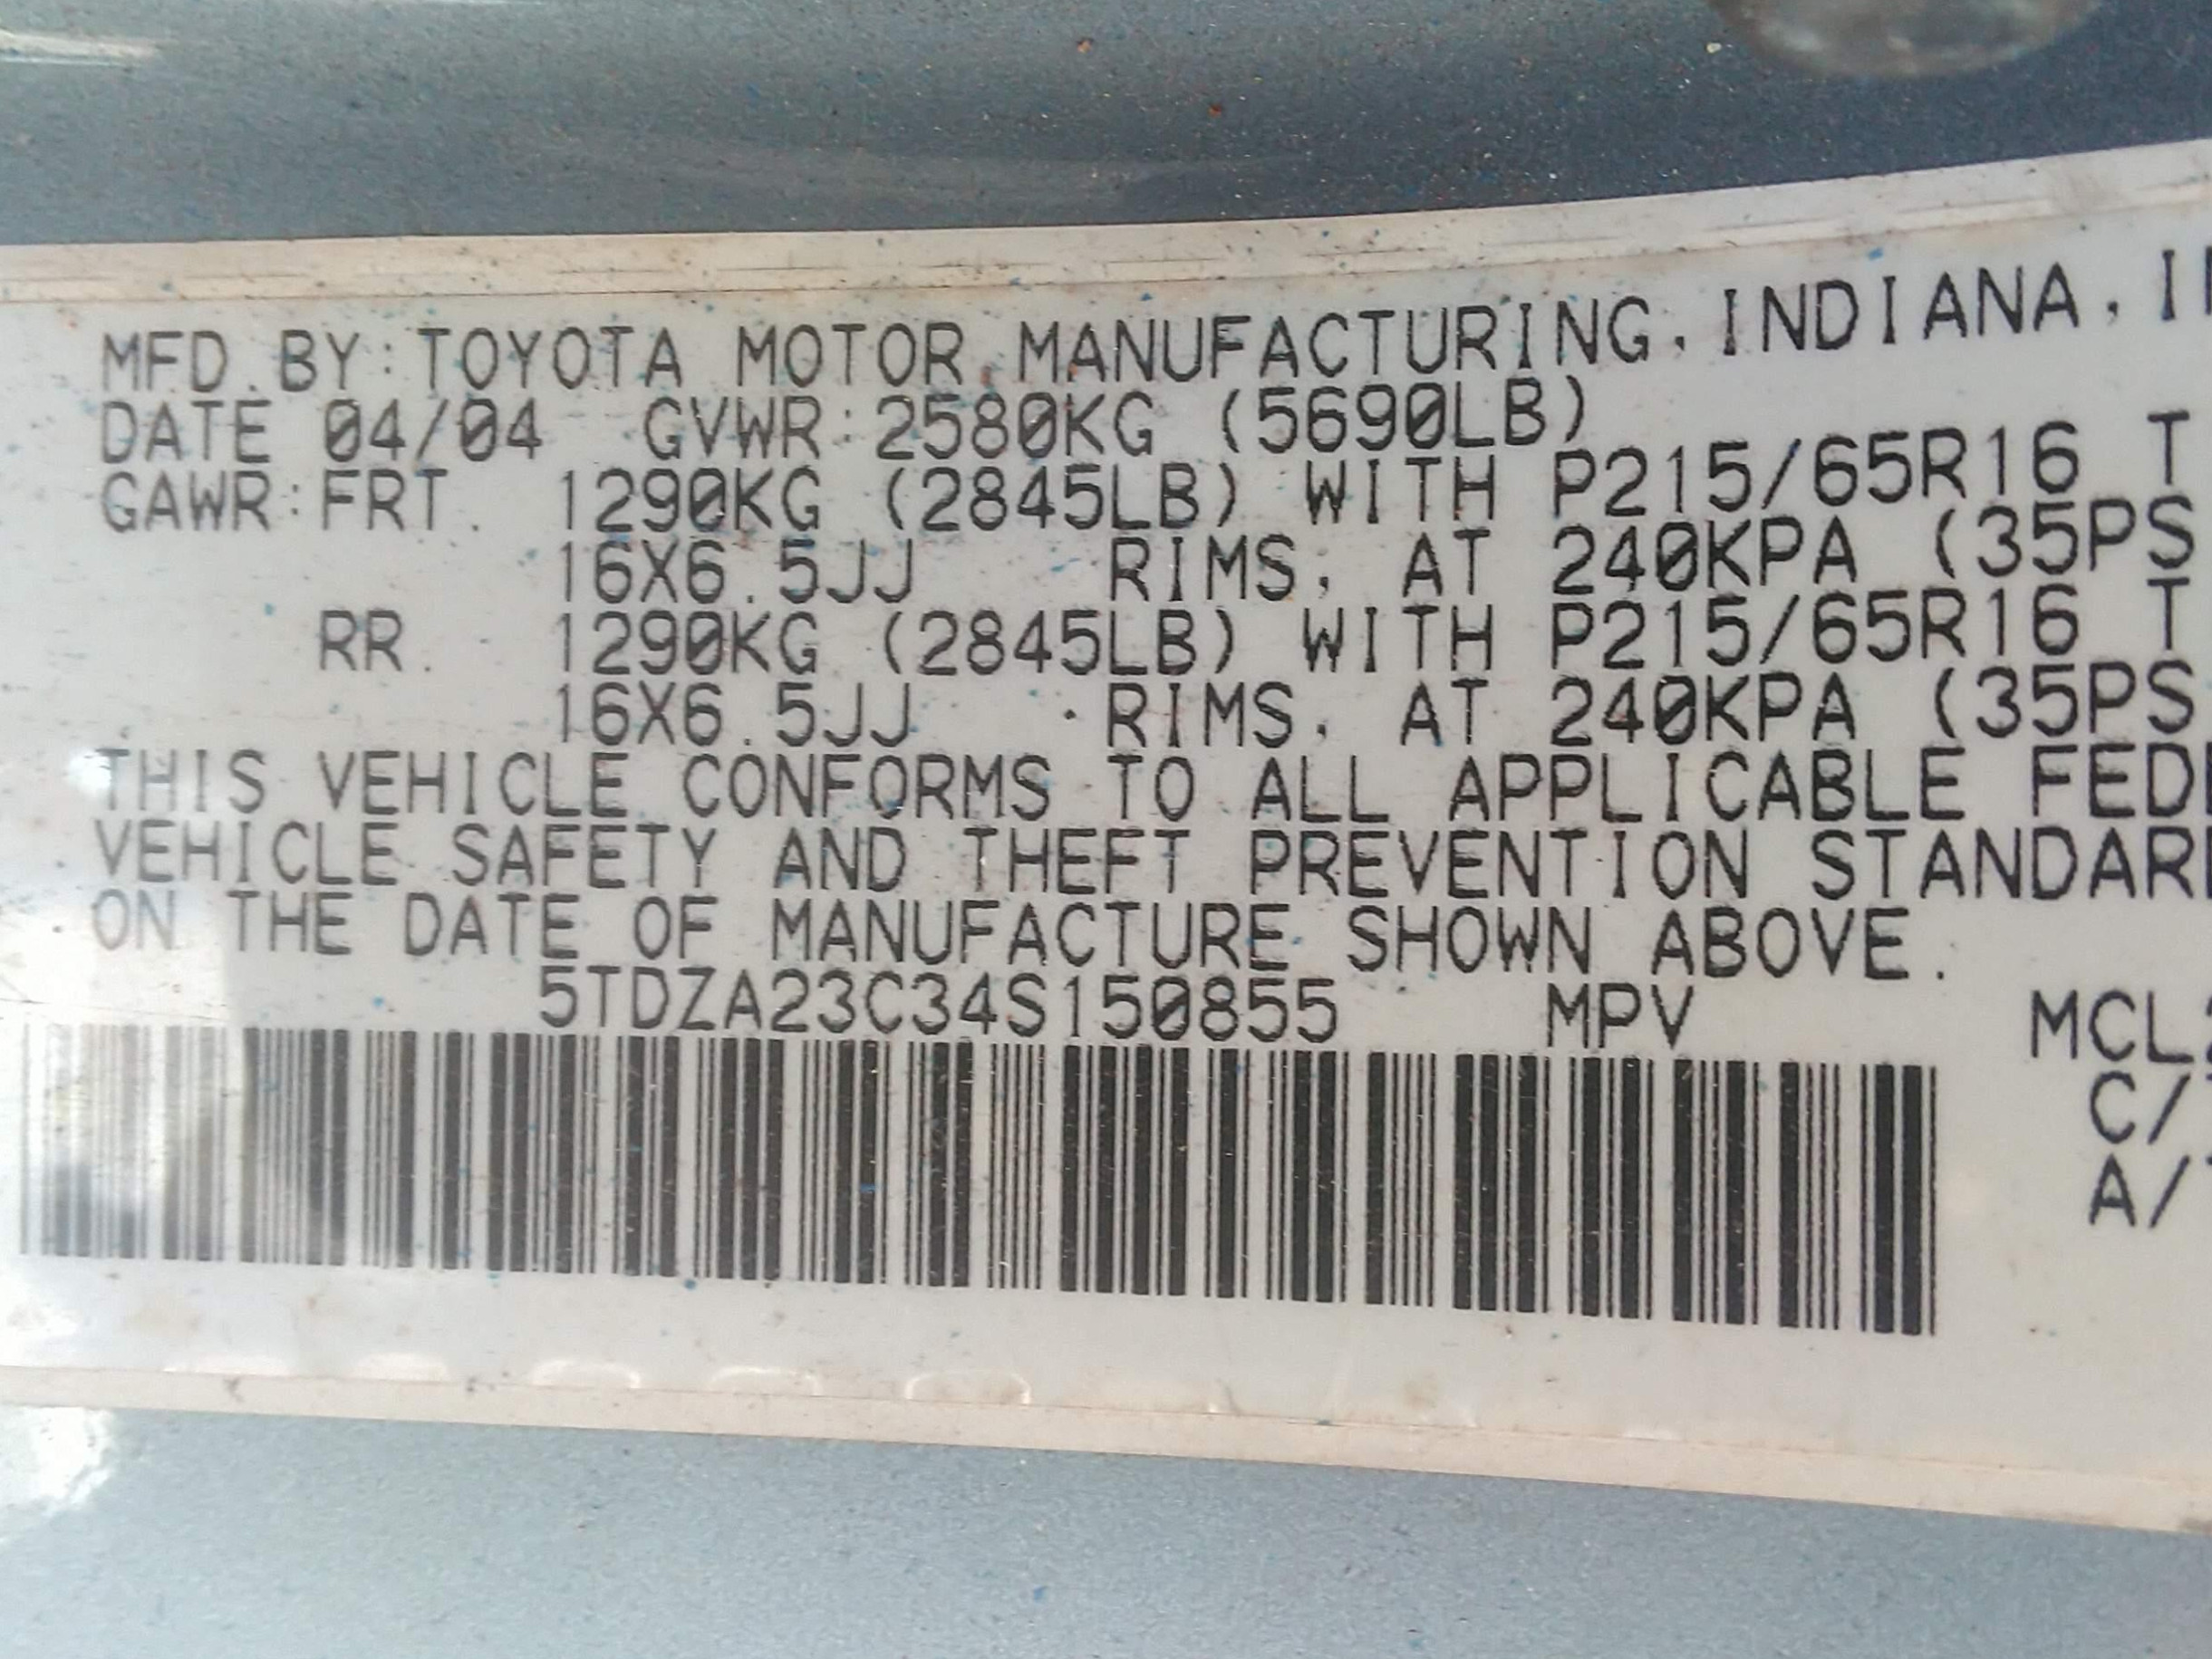 MFD.BY:TOYOTA MOTOR MANUFACTURING,INDIANA,
DATE 04/04 GVWR:2580KG (5690LB)
GAWR:FRT. 1290KG (2845LB) WITH P215/65R16 T
16X6.5JJ RIMS, AT 240KPA (35PS
RR. 1290KG (2845LB) WITH P215/65R16 T
16X6.5JJ RIMS, AT 240KPA (35PS
THIS VEHICLE CONFORMS TO ALL APPLICABLE FED
VEHICLE SAFETY AND THEFT PREVENTION STANDAR
ON THE DATE OF MANUFACTURE SHOWN ABOVE.
5TDZA23C34S150855 MPV MCL2
C/
A/